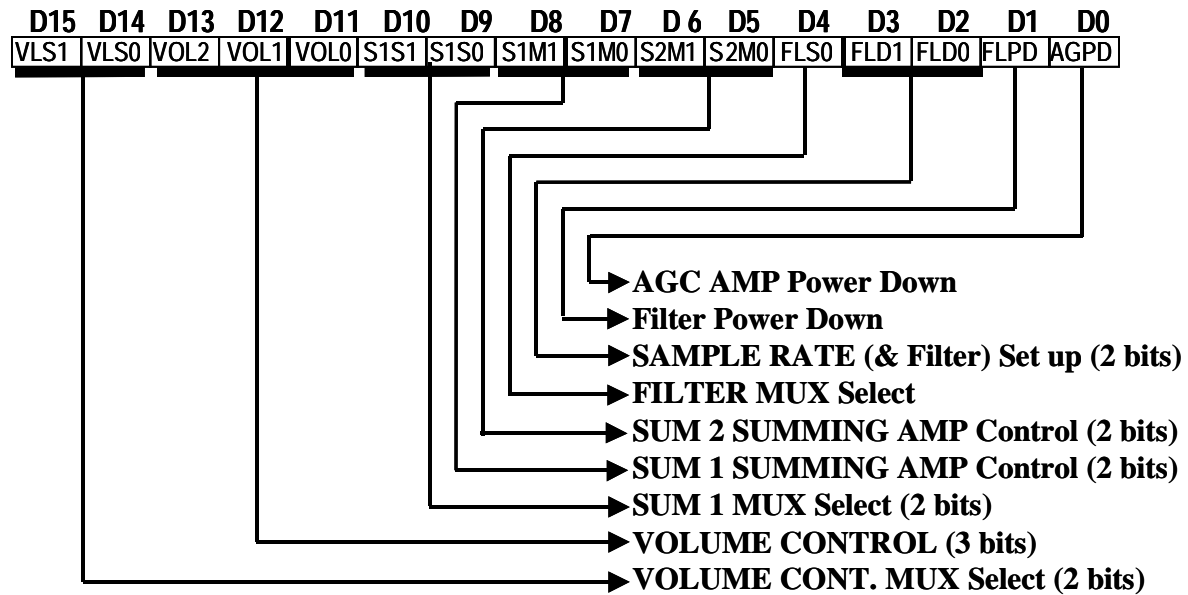 D15 D14 D13 D12 D11 D10 D9 D8 D7 D 6 D5 D4 D3 D2 D1 D0
VLS1 VLS0 VOL2 VOL1 VOL0 S1S1 S1S0 S1M1 S1M0 S2M1 S2M0 FLS0 FLD1 FLD0 FLPD AGPD
AGC AMP Power Down
Filter Power Down
SAMPLE RATE (& Filter) Set up (2 bits)
FILTER MUX Select
SUM 2 SUMMING AMP Control (2 bits)
SUM 1 SUMMING AMP Control (2 bits)
SUM 1 MUX Select (2 bits)
VOLUME CONTROL (3 bits)
VOLUME CONT. MUX Select (2 bits)